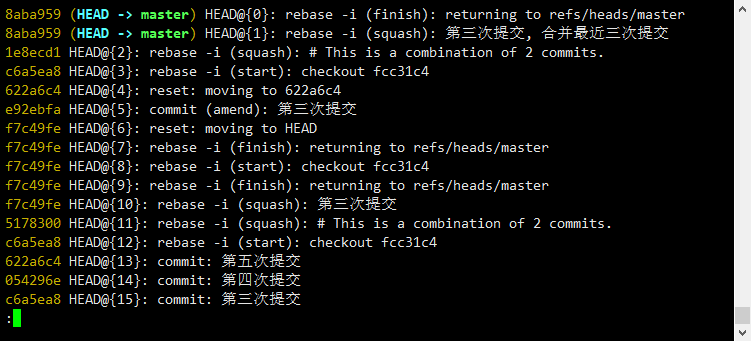 8aba959 (HEAD -> master) HEAD@{0}: rebase -i (finish): returning to refs/heads/master
8aba959 (HEAD -> master) HEAD@{1}: rebase -i (squash): 第三次提交, 合并最近三次提交
1e8ecd1 HEAD@{2}: rebase -i (squash): # This is a combination of 2 commits.
c6a5ea8 HEAD@{3}: rebase -i (start): checkout fcc31c4
622a6c4 HEAD@{4}: reset: moving to 622a6c4
e92ebfa HEAD@{5}: commit (amend): 第三次提交
f7c49fe HEAD@{6}: reset: moving to HEAD
f7c49fe HEAD@{7}: rebase -i (finish): returning to refs/heads/master
f7c49fe HEAD@{8}: rebase -i (start): checkout fcc31c4
f7c49fe HEAD@{9}: rebase -i (finish): returning to refs/heads/master
f7c49fe HEAD@{10}: rebase -i (squash): 第三次提交
5178300 HEAD@{11}: rebase -i (squash): # This is a combination of 2 commits.
c6a5ea8 HEAD@{12}: rebase -i (start): checkout fcc31c4
622a6c4 HEAD@{13}: commit: 第五次提交
054296e HEAD@{14}: commit: 第四次提交
c6a5ea8 HEAD@{15}: commit: 第三次提交
: